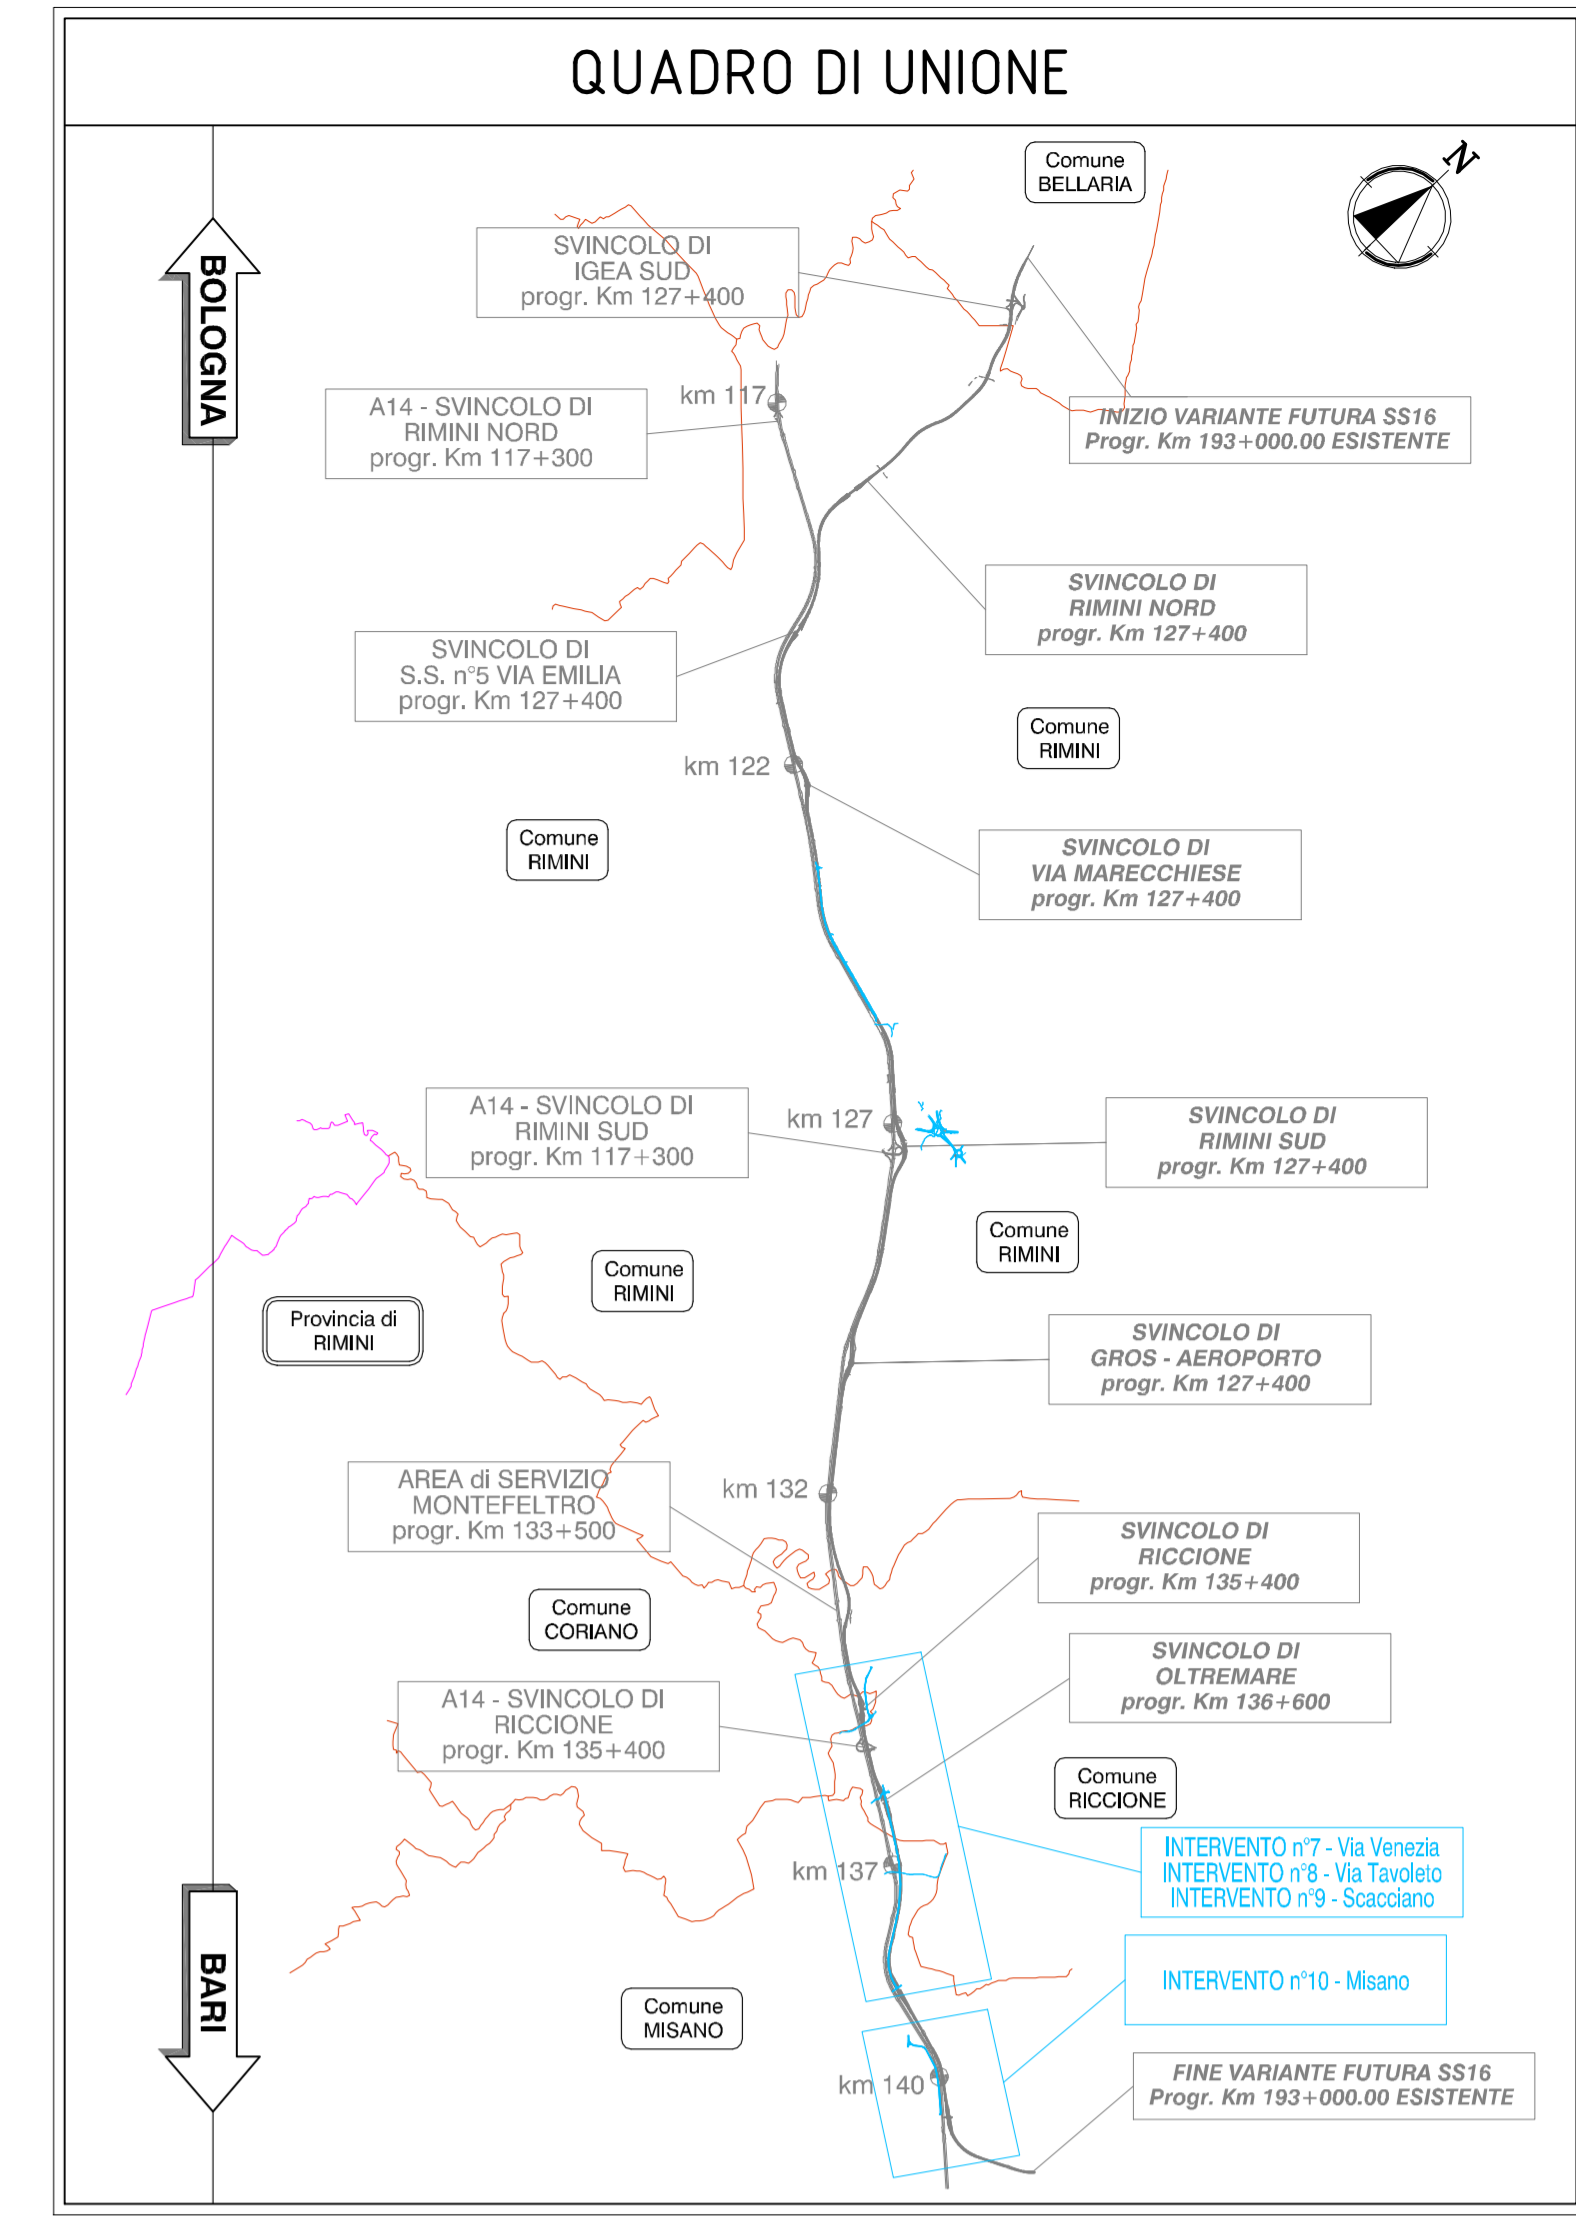 QUADRO DI UNIONE
Comune
BELLARIA
N
BOLOGNA
SVINCOLO DI
IGEA SUD
progr. Km 127+400
km 117
A14 - SVINCOLO DI
RIMINI NORD
progr. Km 117+300
INIZIO VARIANTE FUTURA SS16
Progr. Km 193+000.00 ESISTENTE
SVINCOLO DI
RIMINI NORD
progr. Km 127+400
SVINCOLO DI
S.S. n°5 VIA EMILIA
progr. Km 127+400
Comune
RIMINI
km 122
Comune
RIMINI
SVINCOLO DI
VIA MARECCHIESE
progr. Km 127+400
A14 - SVINCOLO DI
RIMINI SUD
progr. Km 117+300
km 127
SVINCOLO DI
RIMINI SUD
progr. Km 127+400
Comune
RIMINI
Comune
RIMINI
Provincia di
RIMINI
SVINCOLO DI
GROS - AEROPORTO
progr. Km 127+400
AREA di SERVIZIO
MONTEFELTRO
progr. Km 133+500
km 132
SVINCOLO DI
RICCIONE
progr. Km 135+400
Comune
CORIANO
SVINCOLO DI
OLTREMARE
progr. Km 136+600
A14 - SVINCOLO DI
RICCIONE
progr. Km 135+400
Comune
RICCIONE
INTERVENTO n°7 - Via Venezia
INTERVENTO n°8 - Via Tavoleto
INTERVENTO n°9 - Scacciano
km 137
BARI
INTERVENTO n°10 - Misano
Comune
MISANO
km 140
FINE VARIANTE FUTURA SS16
Progr. Km 193+000.00 ESISTENTE